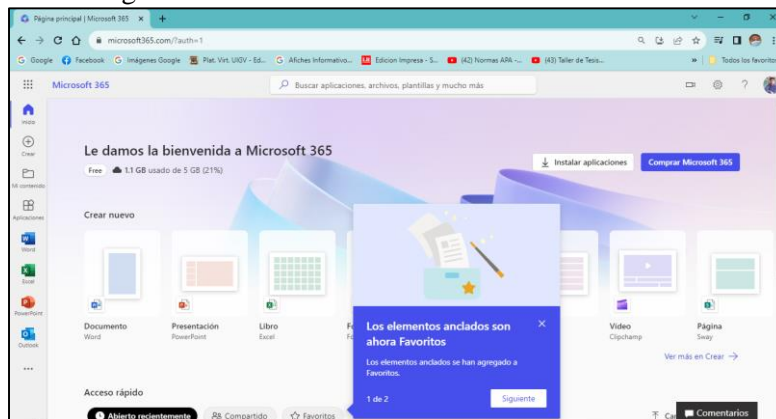 Página principal | Microsoft 365
microsoft365.com/?auth=1
Google Facebook Imágenes Google Plat. Virt. UIGV - Ed... Afiches Informativo... Edicion Impresa - S... (42) Normas APA -... (43) Taller de Tesis... Todos los favoritos
Microsoft 365
Buscar aplicaciones, archivos, plantillas y mucho más
Inicio
Crear
Mi contenido
Aplicaciones
Word
Excel
PowerPoint
Outlook
Le damos la bienvenida a Microsoft 365
Free 1.1 GB usado de 5 GB (21%)
Instalar aplicaciones
Comprar Microsoft 365
Crear nuevo
Documento
Word
Presentación
PowerPoint
Libro
Excel
Vídeo
Clipchamp
Página
Sway
Los elementos anclados son
ahora Favoritos
Los elementos anclados se han agregado a
Favoritos.
1 de 2
Siguiente
Ver más en Crear
Acceso rápido
Abierto recientemente
Compartido
Favoritos
Comentarios